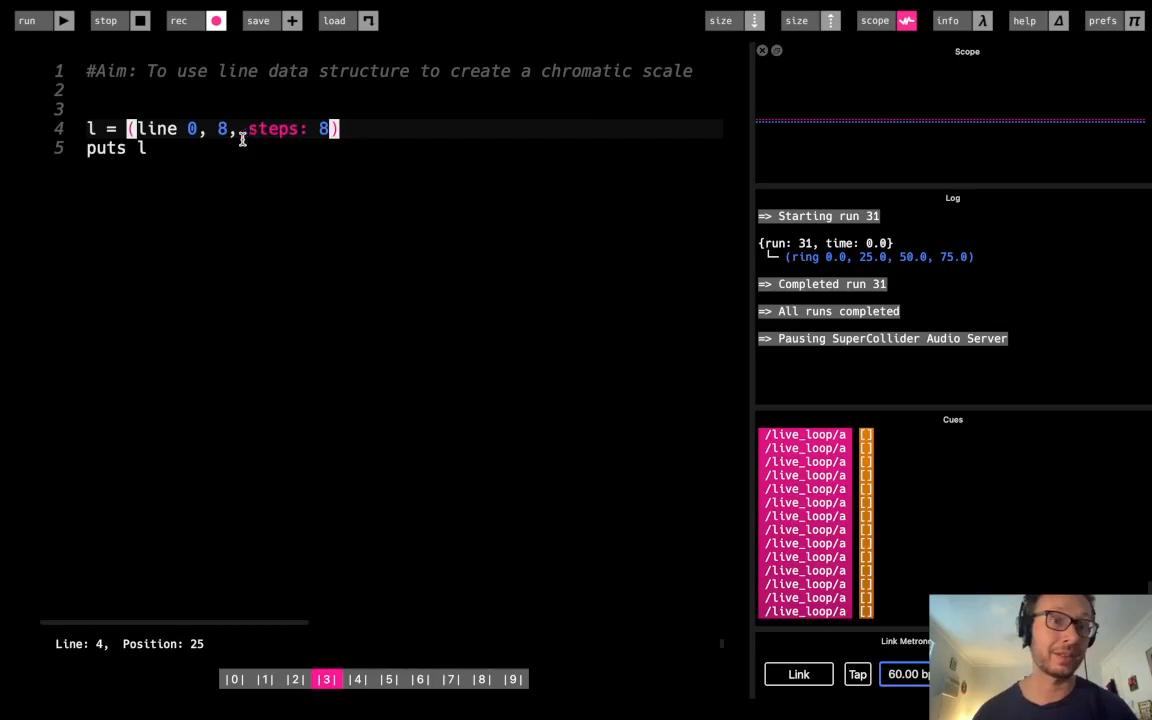 run stop rec save load size size scope info λ help Δ prefs π
Scope
1 #Aim: To use line data structure to create a chromatic scale
2
3
4 l = (line 0, 8, steps: 8)
5 puts l
Log
=> Starting run 31
{run: 31, time: 0.0}
(ring 0.0, 25.0, 50.0, 75.0)
=> Completed run 31
=> All runs completed
=> Pausing SuperCollider Audio Server
Cues
/live_loop/a []
/live_loop/a []
/live_loop/a []
/live_loop/a []
/live_loop/a []
/live_loop/a []
/live_loop/a []
/live_loop/a []
/live_loop/a []
/live_loop/a []
/live_loop/a []
/live_loop/a []
/live_loop/a []
/live_loop/a []
Line: 4, Position: 25
|0| |1| |2| |3| |4| |5| |6| |7| |8| |9|
Link
Link Tap 60.00